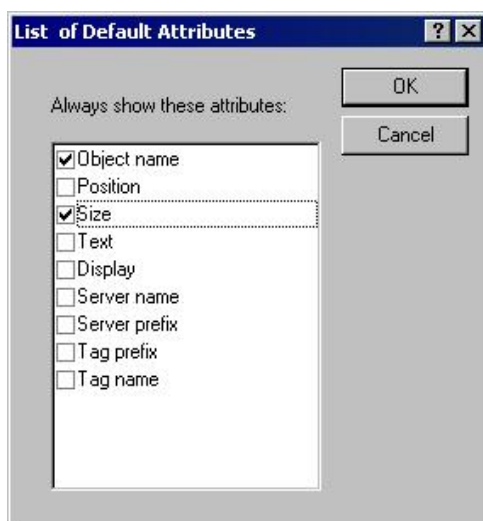 List of Default Attributes
? X
OK
Always show these attributes:
Cancel
Object name
Position
Size
Text
Display
Server name
Server prefix
Tag prefix
Tag name